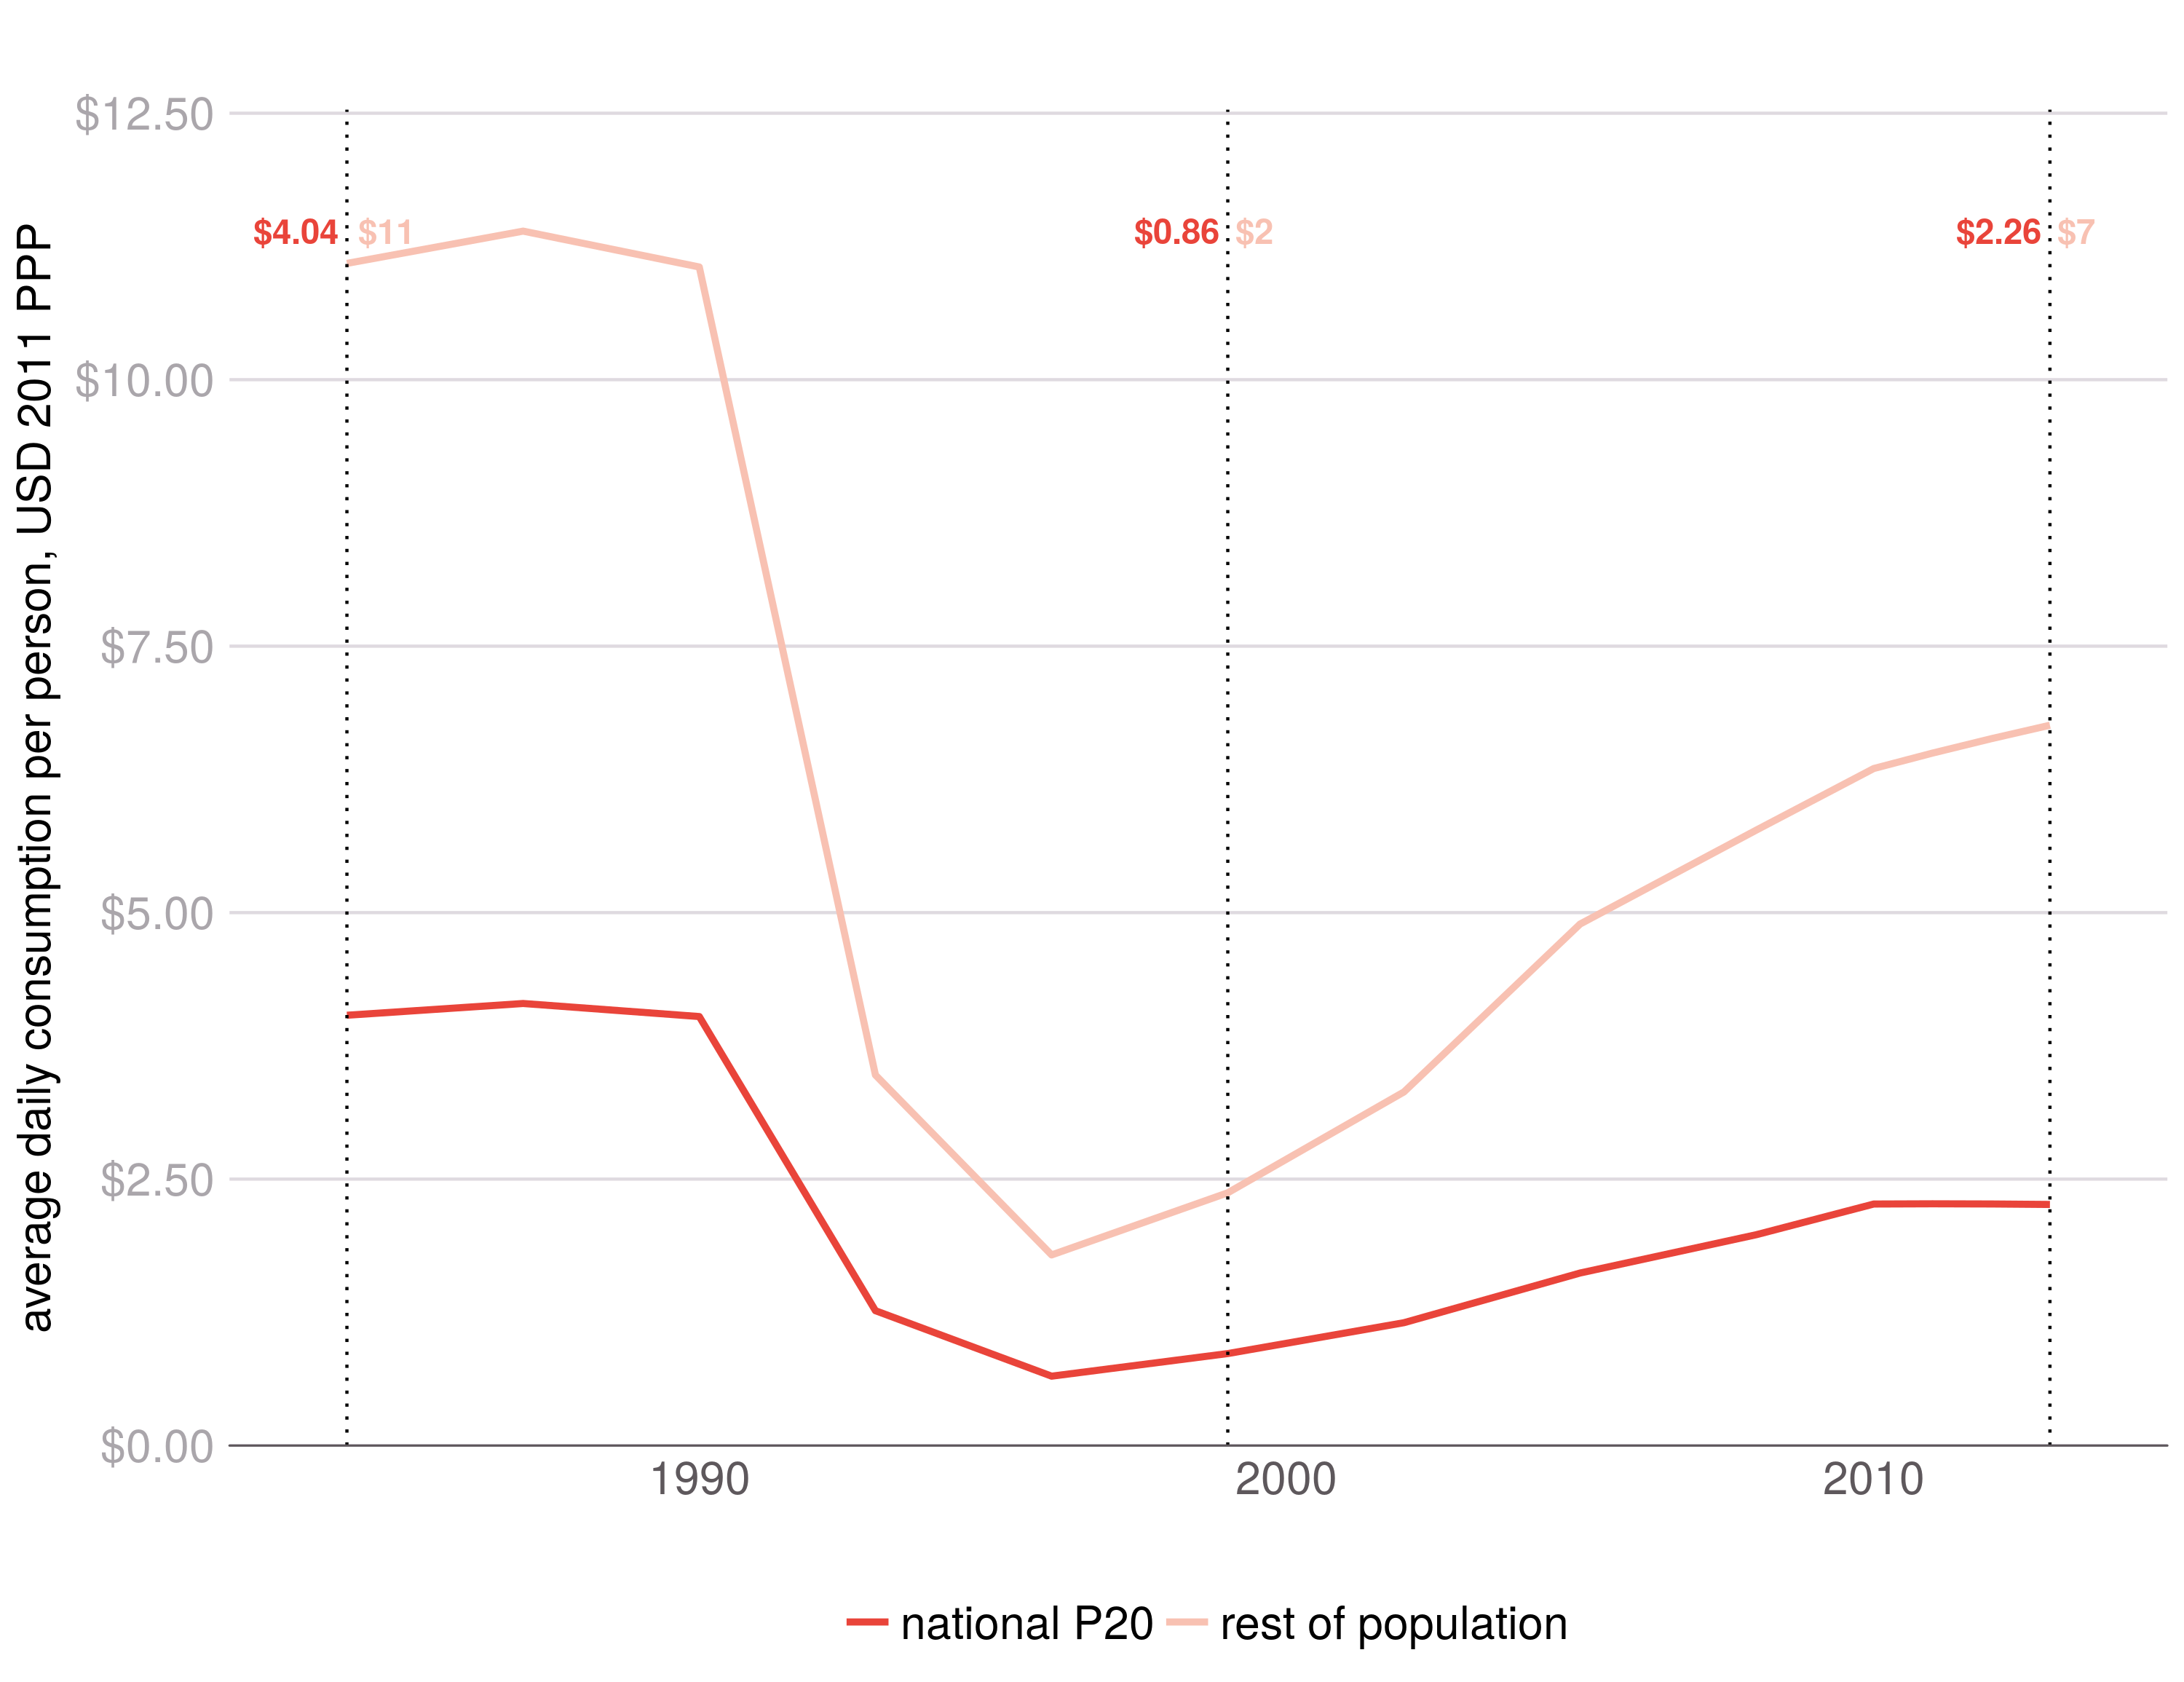 average daily consumption per person, USD 2011 PPP
$12.50
$4.04 $11 $0.86 $2 $2.26 $7
$10.00
$7.50
$5.00
$2.50
$0.00
1990 2000 2010
national P20 rest of population